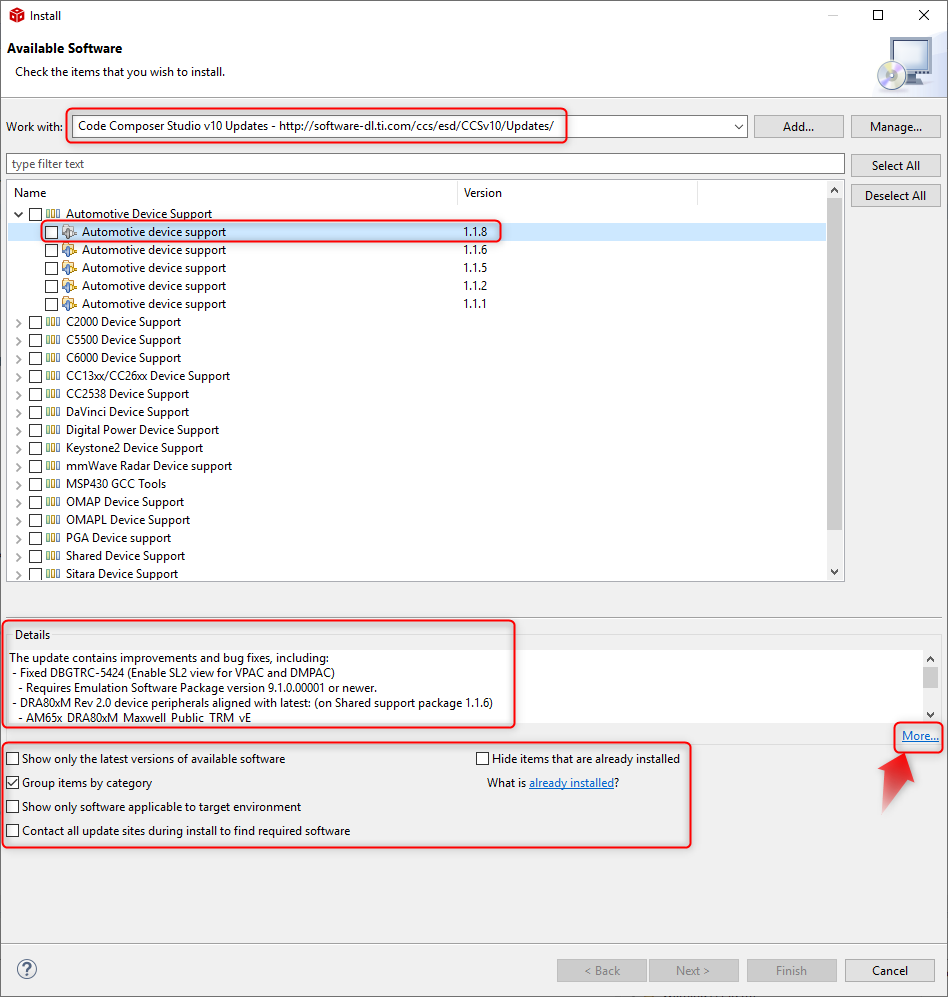 Install
Available Software
Check the items that you wish to install.
Work with: Code Composer Studio v10 Updates - http://software-dl.ti.com/ccs/esd/CCSv10/Updates/ Add... Manage...
type filter text Select All
Deselect All
Name Version
Automotive Device Support
Automotive device support 1.1.8
Automotive device support 1.1.6
Automotive device support 1.1.5
Automotive device support 1.1.2
Automotive device support 1.1.1
C2000 Device Support
C5500 Device Support
C6000 Device Support
CC13xx/CC26xx Device Support
CC2538 Device Support
DaVinci Device Support
Digital Power Device Support
Keystone2 Device Support
mmWave Radar Device support
MSP430 GCC Tools
OMAP Device Support
OMAPL Device Support
PGA Device support
Shared Device Support
Sitara Device Support
Details
The update contains improvements and bug fixes, including:
- Fixed DBGTRC-5424 (Enable SL2 view for VPAC and DMPAC)
- Requires Emulation Software Package version 9.1.0.00001 or newer.
- DRA80xM Rev 2.0 device peripherals aligned with latest: (on Shared support package 1.1.6)
- AM65x_DRA80xM_Maxwell_Public_TRM_vE
More...
Show only the latest versions of available software Hide items that are already installed
Group items by category What is already installed?
Show only software applicable to target environment
Contact all update sites during install to find required software
? < Back Next > Finish Cancel